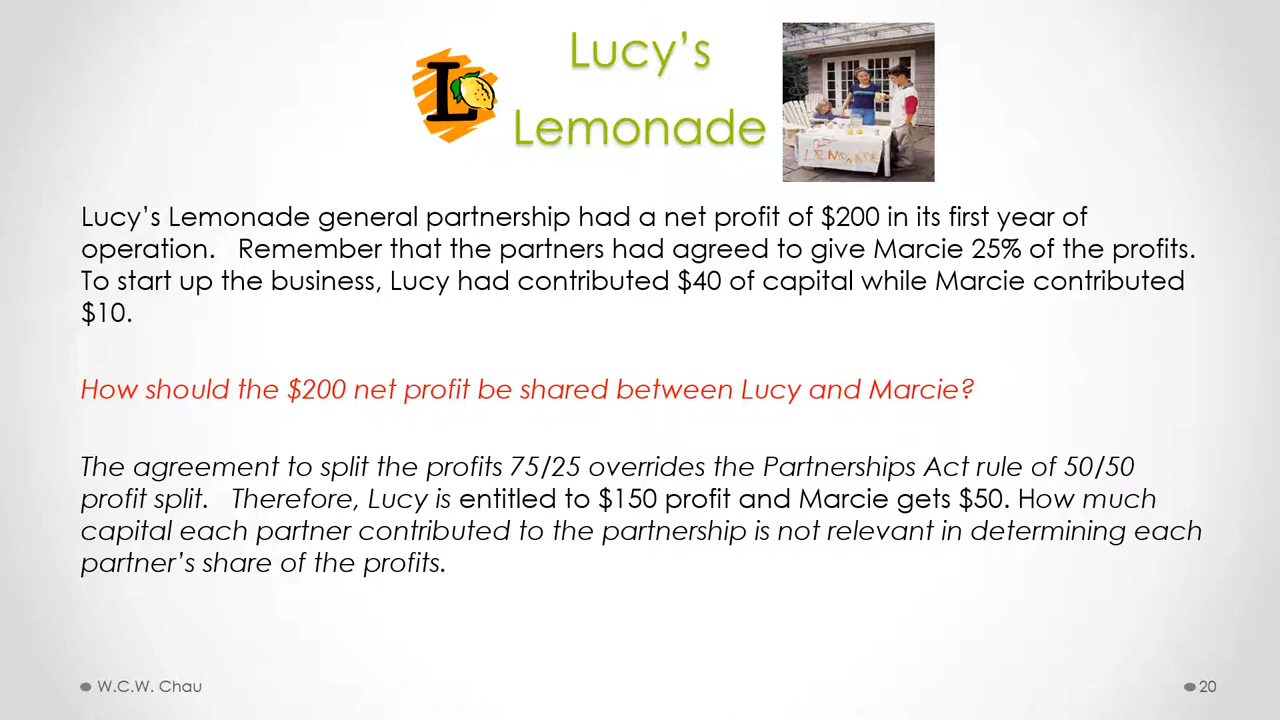 Lucy's
Lemonade
L
LEMONADE
Lucy's Lemonade general partnership had a net profit of $200 in its first year of
operation.   Remember that the partners had agreed to give Marcie 25% of the profits.
To start up the business, Lucy had contributed $40 of capital while Marcie contributed
$10.
How should the $200 net profit be shared between Lucy and Marcie?
The agreement to split the profits 75/25 overrides the Partnerships Act rule of 50/50
profit split.   Therefore, Lucy is entitled to $150 profit and Marcie gets $50. How much
capital each partner contributed to the partnership is not relevant in determining each
partner's share of the profits.
W.C.W. Chau
20